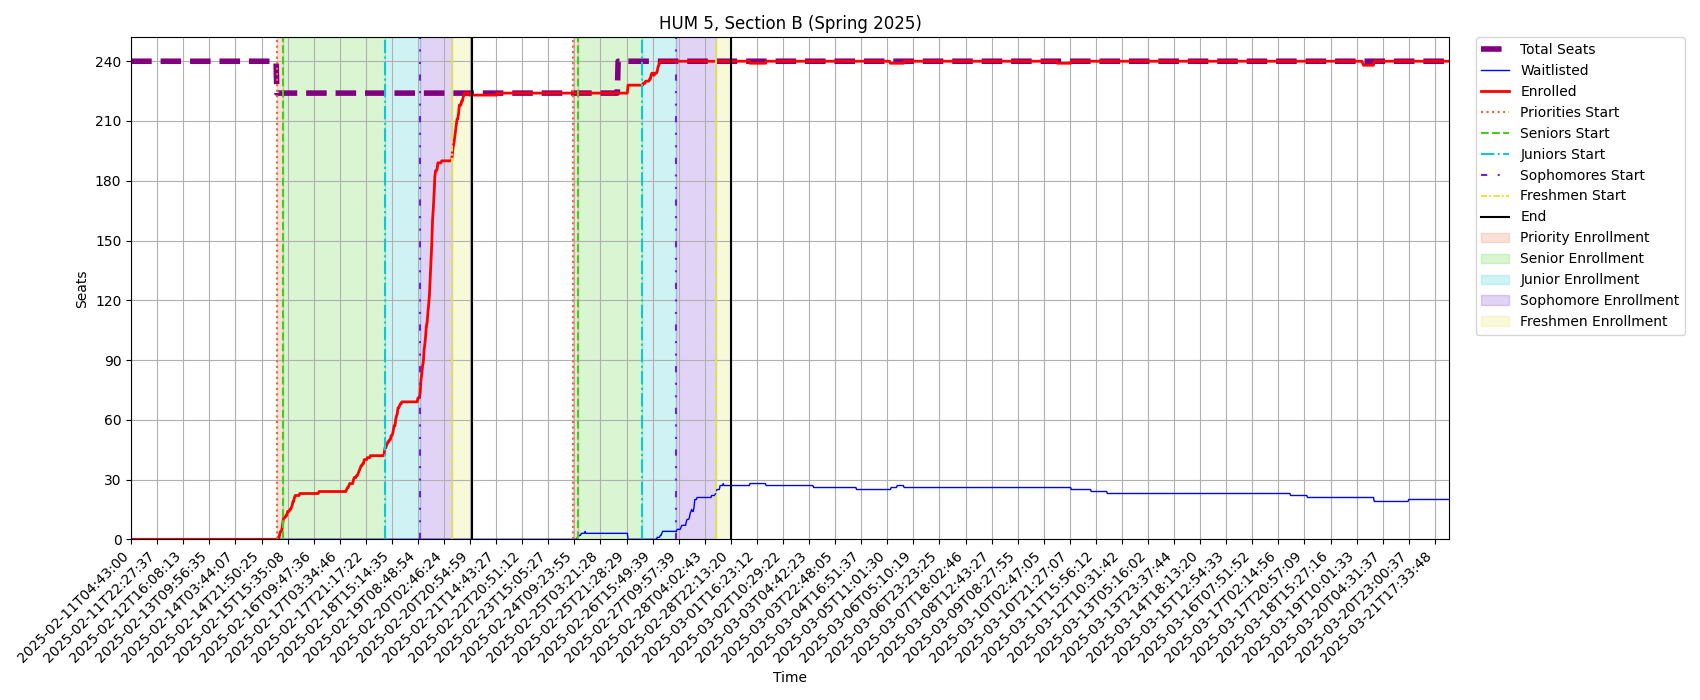 HUM 5, Section B (Spring 2025)
Seats
240
210
180
150
120
90
60
30
0
2025-02-11T04:43:00
2025-02-11T22:27:37
2025-02-12T16:08:13
2025-02-13T09:56:35
2025-02-14T03:44:07
2025-02-14T21:50:25
2025-02-15T15:35:08
2025-02-16T09:47:36
2025-02-17T03:34:46
2025-02-17T21:17:22
2025-02-18T15:14:35
2025-02-19T08:48:54
2025-02-20T02:46:24
2025-02-20T20:54:59
2025-02-21T14:43:27
2025-02-22T20:51:12
2025-02-23T15:05:27
2025-02-24T09:23:55
2025-02-25T03:21:28
2025-02-25T21:28:29
2025-02-26T15:49:39
2025-02-27T09:57:39
2025-02-28T04:02:43
2025-02-28T22:13:20
2025-03-01T16:23:12
2025-03-02T10:29:22
2025-03-03T04:42:23
2025-03-03T22:48:05
2025-03-04T16:51:37
2025-03-05T11:01:30
2025-03-06T05:10:19
2025-03-06T23:23:25
2025-03-07T18:02:46
2025-03-08T12:43:27
2025-03-09T08:27:55
2025-03-10T02:47:05
2025-03-10T21:27:07
2025-03-11T15:56:12
2025-03-12T10:31:42
2025-03-13T05:16:02
2025-03-13T23:37:44
2025-03-14T18:13:20
2025-03-15T12:54:33
2025-03-16T07:51:52
2025-03-17T02:14:56
2025-03-17T20:57:09
2025-03-18T15:27:16
2025-03-19T10:01:33
2025-03-20T04:31:37
2025-03-20T23:00:37
2025-03-21T17:33:48
Time
Total Seats
Waitlisted
Enrolled
Priorities Start
Seniors Start
Juniors Start
Sophomores Start
Freshmen Start
End
Priority Enrollment
Senior Enrollment
Junior Enrollment
Sophomore Enrollment
Freshmen Enrollment